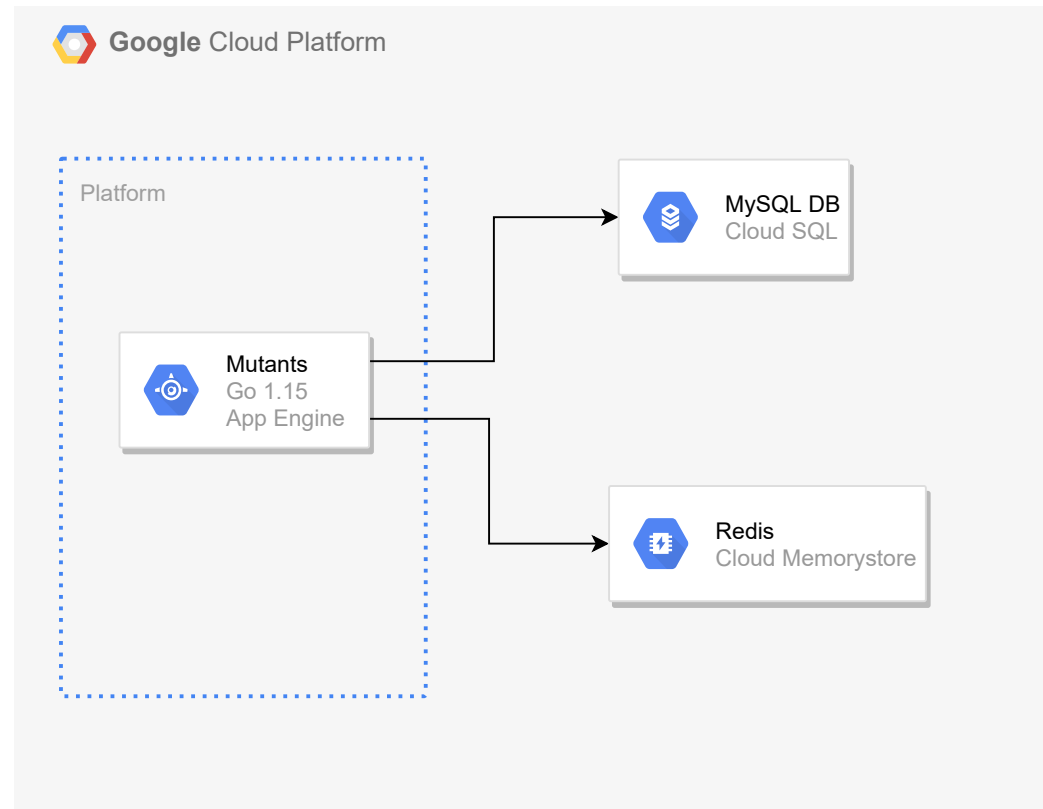 Google Cloud Platform
Platform
MySQL DB
Cloud SQL
Mutants
Go 1.15
App Engine
Redis
Cloud Memorystore